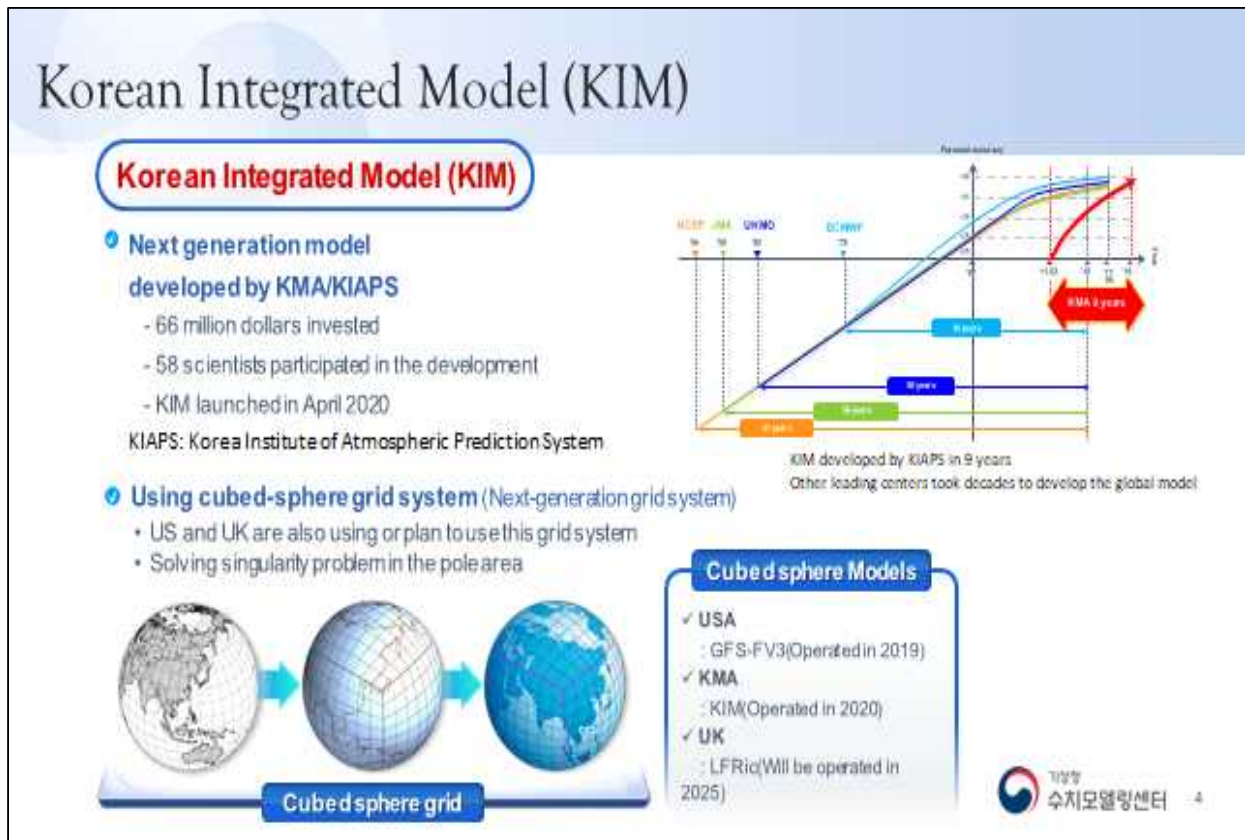 Korean Integrated Model (KIM)
Korean Integrated Model (KIM)
Next generation model
developed by KMA/KIAPS
- 66 million dollars invested
- 58 scientists participated in the development
- KIM launched in April 2020
KIAPS: Korea Institute of Atmospheric Prediction System
UKMO
ECMWF
KMA 9 years
KIM developed by KIAPS in 9 years
Other leading centers took decades to develop the global model
Using cubed-sphere grid system (Next-generation grid system)
• US and UK are also using or plan to use this grid system
• Solving singularity problem in the pole area
Cubed sphere grid
Cubed sphere Models
✓ USA
: GFS-FV3(Operated in 2019)
✓ KMA
: KIM(Operated in 2020)
✓ UK
: LFRic(Will be operated in
2025)
기상청
수치모델링센터
4